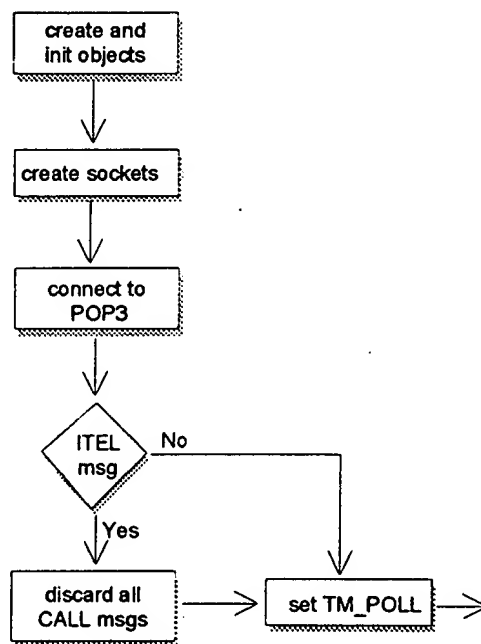 create and
init objects
create sockets
connect to
POP3
ITEL
msg
No
Yes
discard all
CALL msgs
set TM_POLL